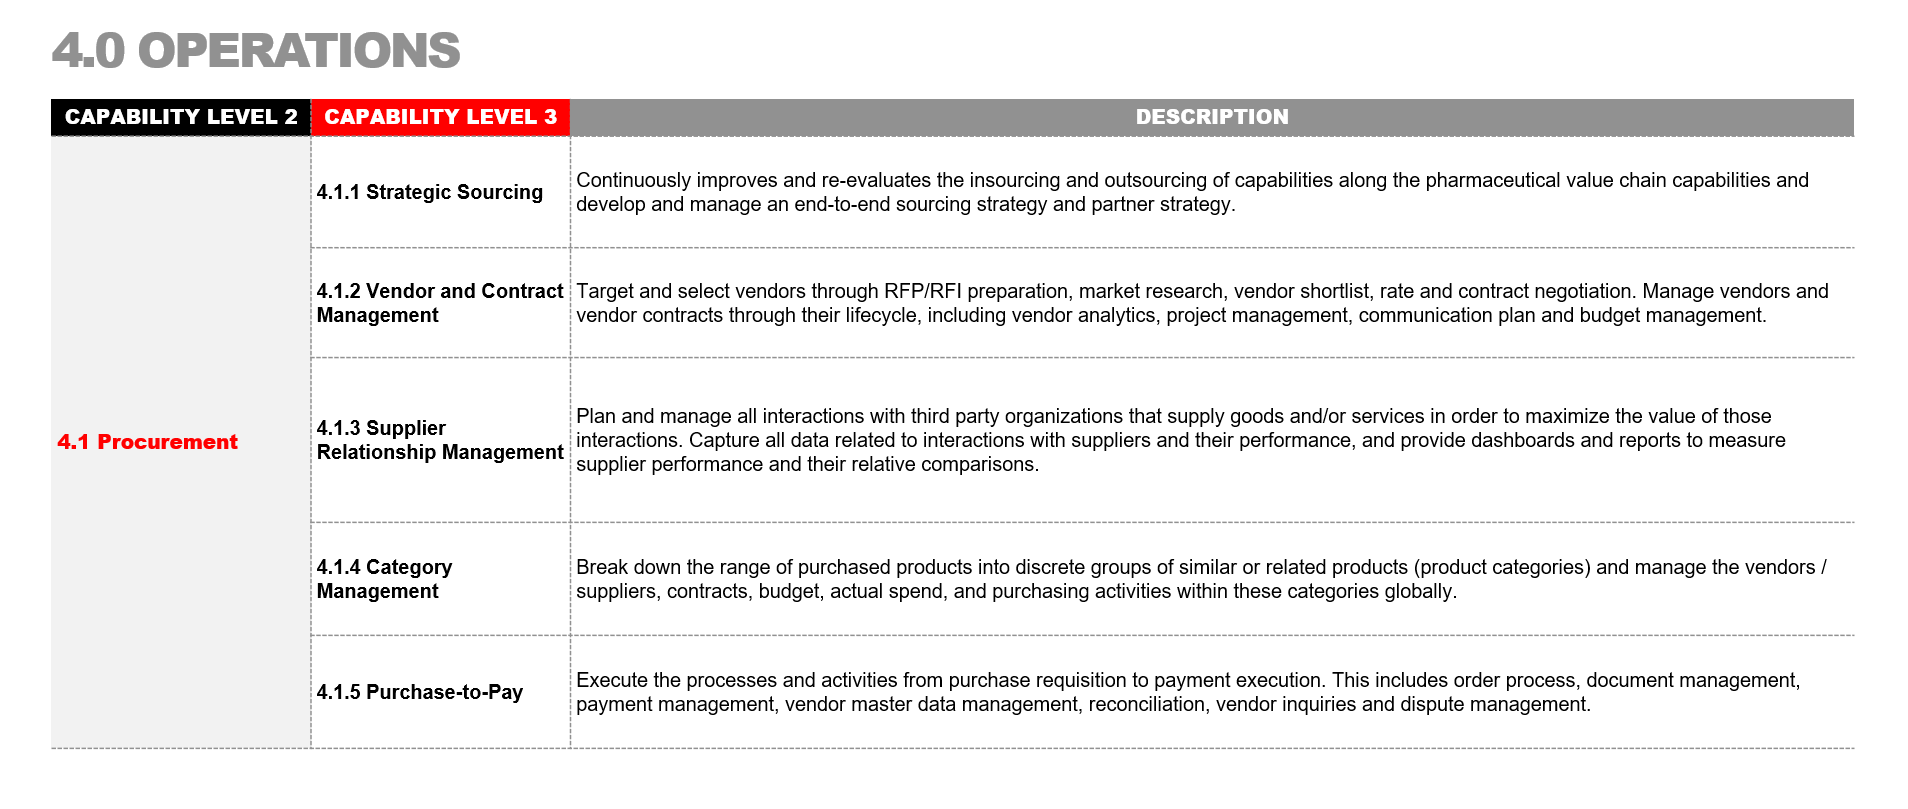 4.0 OPERATIONS
CAPABILITY LEVEL 2
CAPABILITY LEVEL 3
DESCRIPTION
4.1 Procurement
4.1.1 Strategic Sourcing
Continuously improves and re-evaluates the insourcing and outsourcing of capabilities along the pharmaceutical value chain capabilities and
develop and manage an end-to-end sourcing strategy and partner strategy.
4.1.2 Vendor and Contract
Management
Target and select vendors through RFP/RFI preparation, market research, vendor shortlist, rate and contract negotiation. Manage vendors and
vendor contracts through their lifecycle, including vendor analytics, project management, communication plan and budget management.
4.1.3 Supplier
Relationship Management
Plan and manage all interactions with third party organizations that supply goods and/or services in order to maximize the value of those
interactions. Capture all data related to interactions with suppliers and their performance, and provide dashboards and reports to measure
supplier performance and their relative comparisons.
4.1.4 Category
Management
Break down the range of purchased products into discrete groups of similar or related products (product categories) and manage the vendors /
suppliers, contracts, budget, actual spend, and purchasing activities within these categories globally.
4.1.5 Purchase-to-Pay
Execute the processes and activities from purchase requisition to payment execution. This includes order process, document management,
payment management, vendor master data management, reconciliation, vendor inquiries and dispute management.